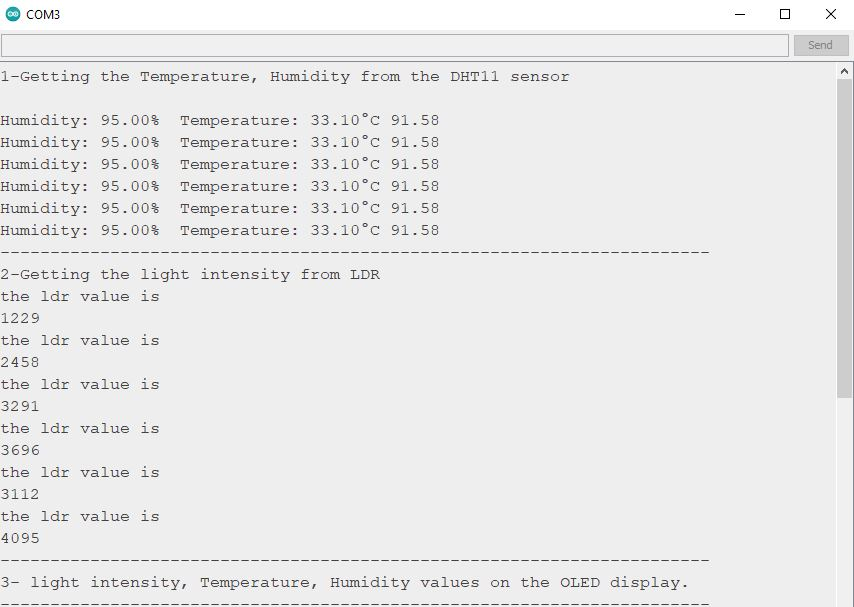 COM3
Send
1-Getting the Temperature, Humidity from the DHT11 sensor
Humidity: 95.00%  Temperature: 33.10°C 91.58
Humidity: 95.00%  Temperature: 33.10°C 91.58
Humidity: 95.00%  Temperature: 33.10°C 91.58
Humidity: 95.00%  Temperature: 33.10°C 91.58
Humidity: 95.00%  Temperature: 33.10°C 91.58
Humidity: 95.00%  Temperature: 33.10°C 91.58
-----------------------------------------------------------------------
2-Getting the light intensity from LDR
the ldr value is
1229
the ldr value is
2458
the ldr value is
3291
the ldr value is
3696
the ldr value is
3112
the ldr value is
4095
-----------------------------------------------------------------------
3- light intensity, Temperature, Humidity values on the OLED display.
-----------------------------------------------------------------------